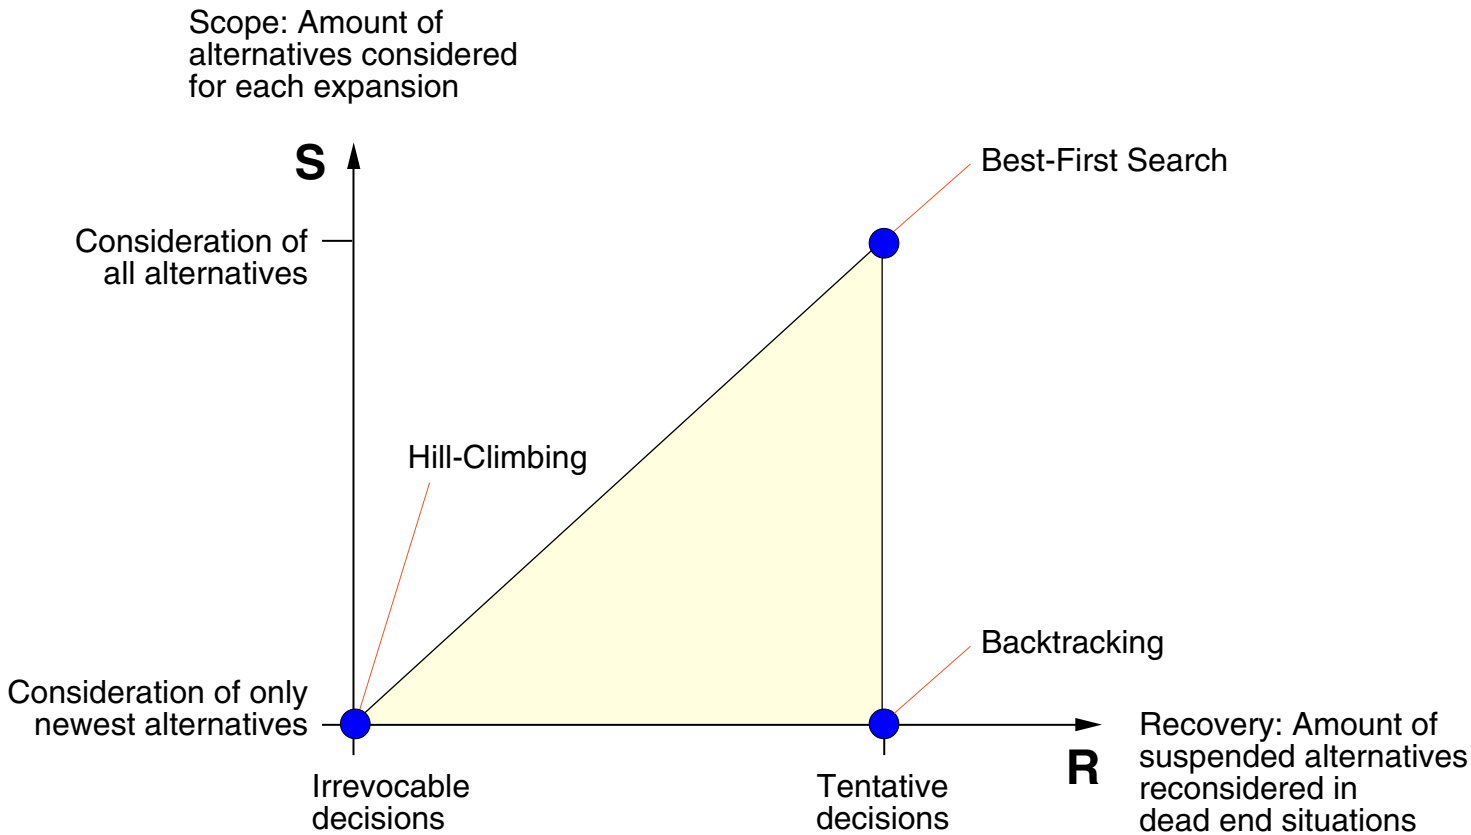 Scope: Amount of
alternatives considered
for each expansion
S
Best-First Search
Consideration of
all alternatives
Hill-Climbing
Backtracking
Consideration of only
newest alternatives
Recovery: Amount of
suspended alternatives
reconsidered in
dead end situations
R
Irrevocable
decisions
Tentative
decisions